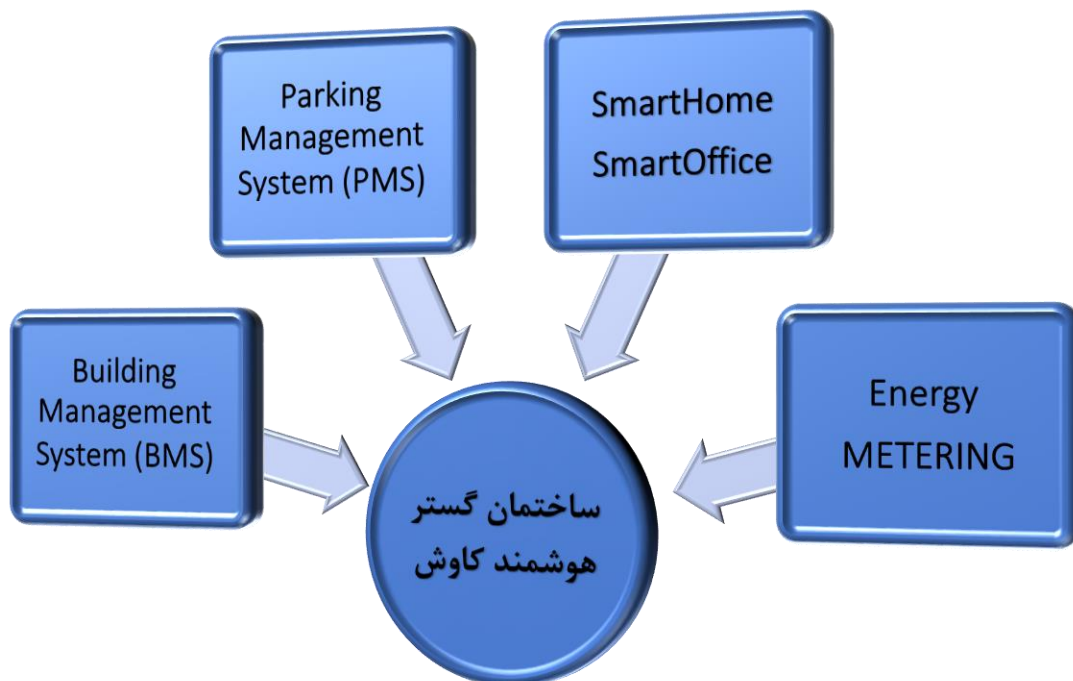 Parking
Management
System (PMS)
SmartHome
SmartOffice
Building
Management
System (BMS)
Energy
METERING
ساختمان گستر
هوشمند کاوش